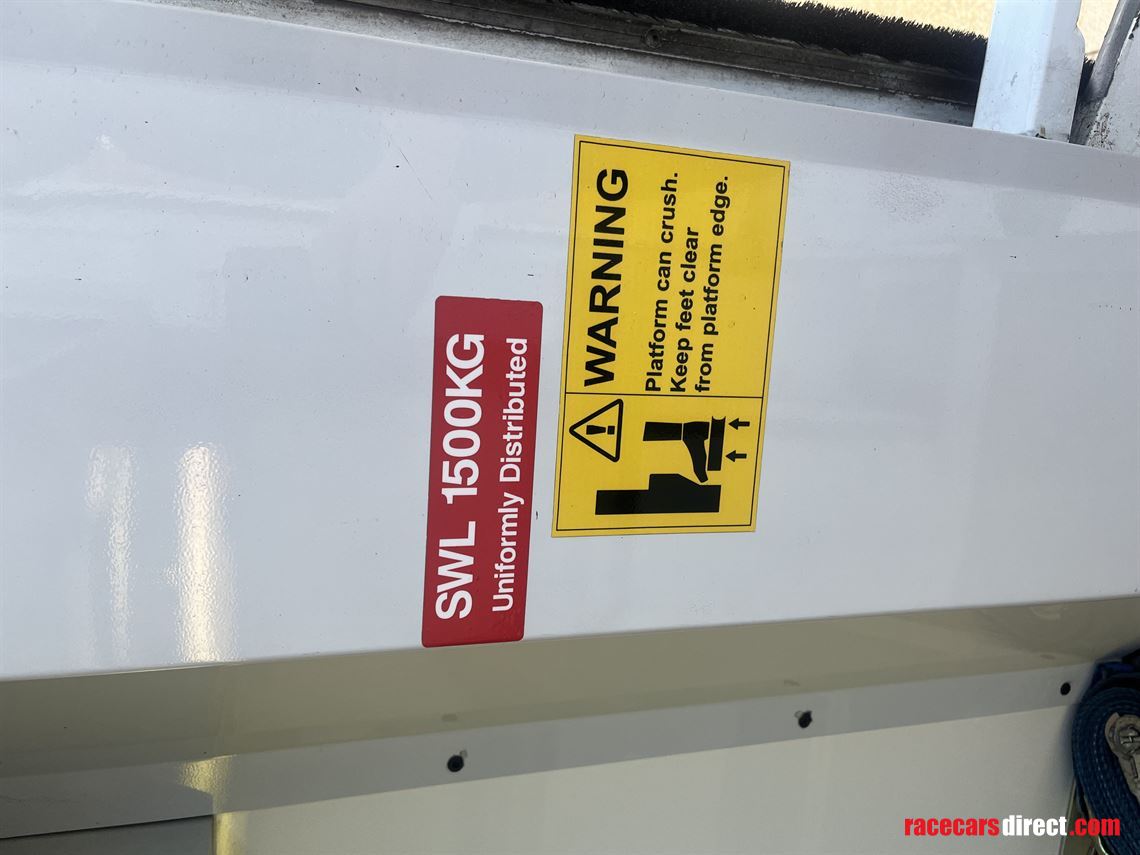 SWL 1500KG
Uniformly Distributed
WARNING
Platform can crush.
Keep feet clear
from platform edge.
racecarsdirect.com